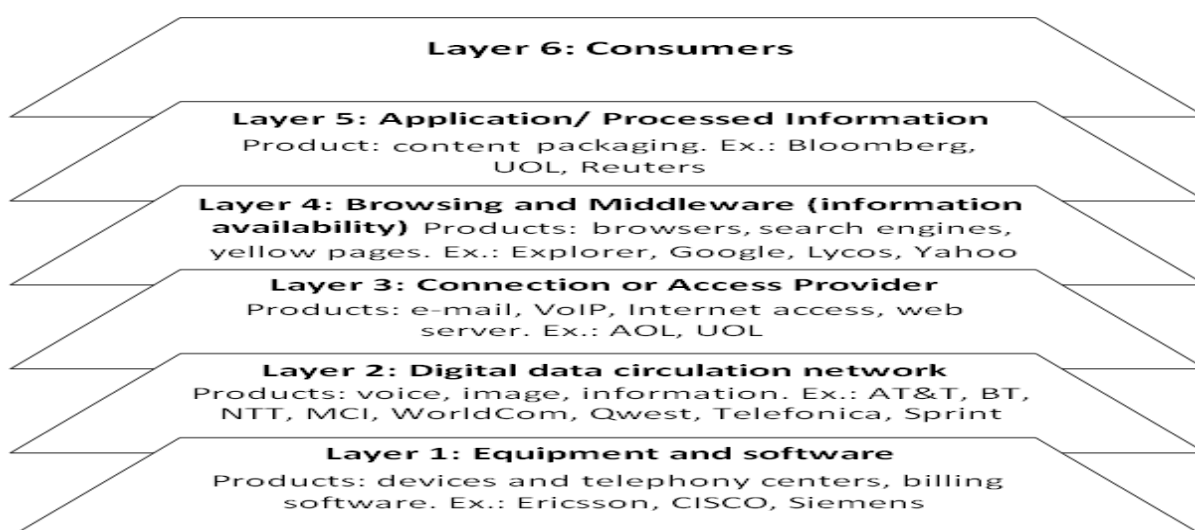 Layer 6: Consumers
Layer 5: Application/ Processed Information
Product: content packaging. Ex.: Bloomberg,
UOL, Reuters
Layer 4: Browsing and Middleware (information
availability) Products: browsers, search engines,
yellow pages. Ex.: Explorer, Google, Lycos, Yahoo
Layer 3: Connection or Access Provider
Products: e-mail, VoIP, Internet access, web
server. Ex.: AOL, UOL
Layer 2: Digital data circulation network
Products: voice, image, information. Ex.: AT&T, BT,
NTT, MCI, WorldCom, Qwest, Telefonica, Sprint
Layer 1: Equipment and software
Products: devices and telephony centers, billing
software. Ex.: Ericsson, CISCO, Siemens